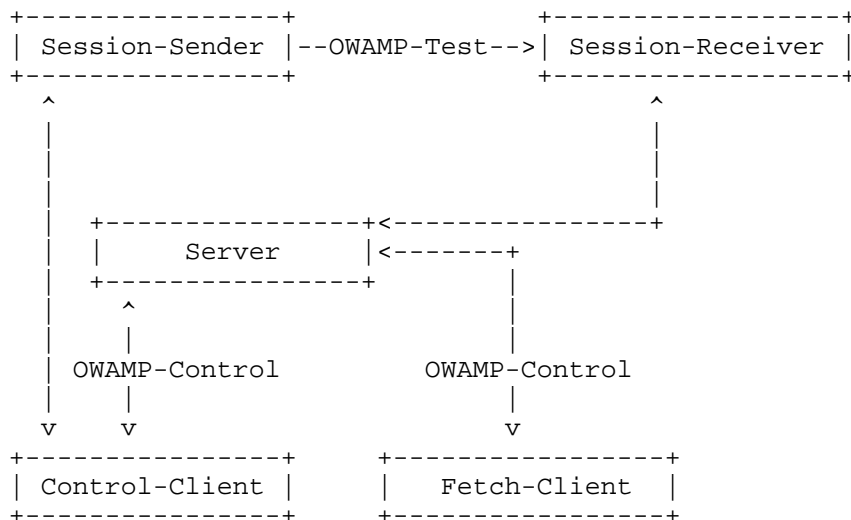 Session-Sender --OWAMP-Test--> Session-Receiver
Server
OWAMP-Control OWAMP-Control
Control-Client Fetch-Client